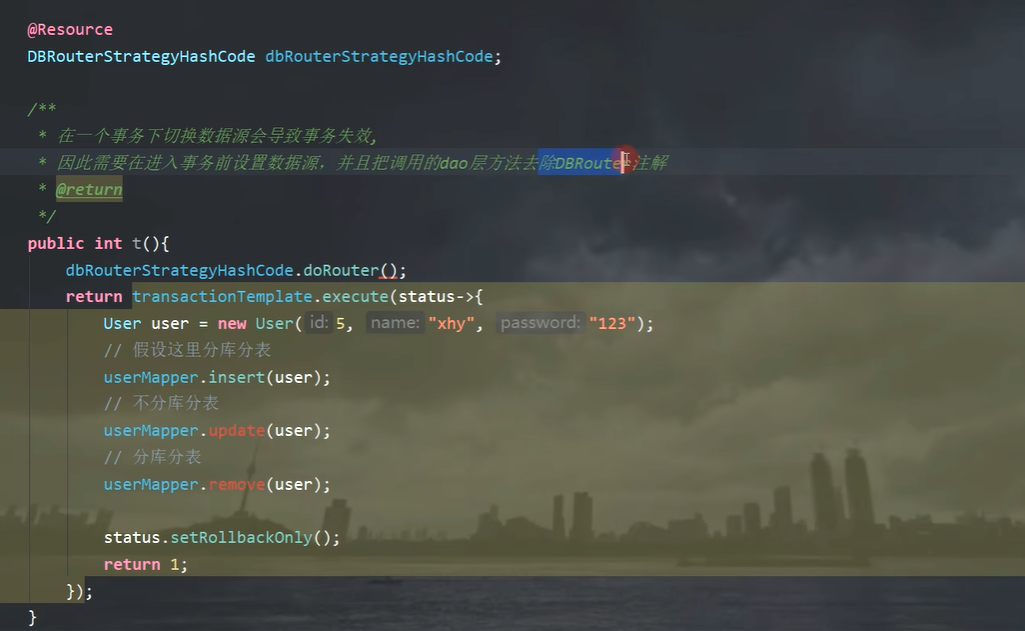 @Resource
DBRouterStrategyHashCode dbRouterStrategyHashCode;
/**
* 在一个事务下切换数据源会导致事务失效,
* 因此需要在进入事务前设置数据源，并且把调用的dao层方法去除DBRouter注解
* @return
*/
public int t(){
dbRouterStrategyHashCode.doRouter();
return transactionTemplate.execute(status->{
User user = new User( id: 5, name: "xhy", password: "123");
// 假设这里分库分表
userMapper.insert(user);
// 不分库分表
userMapper.update(user);
// 分库分表
userMapper.remove(user);
status.setRollbackOnly();
return 1;
});
}